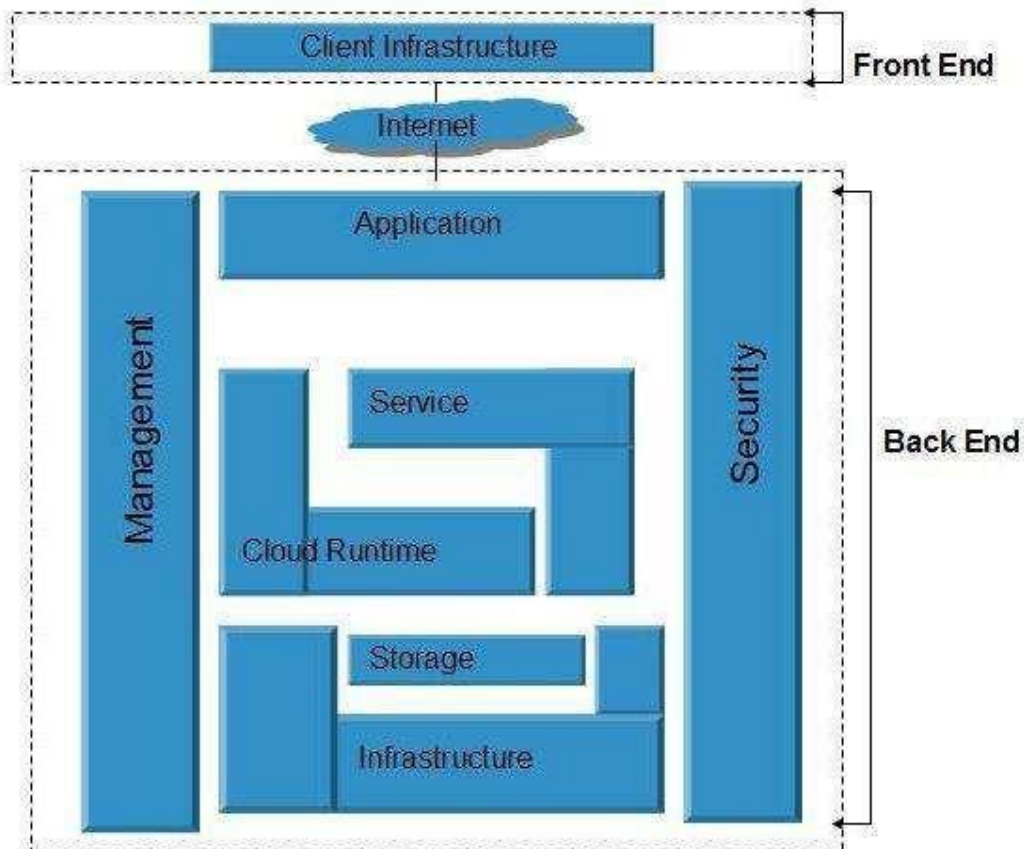 Client Infrastructure
Front End
Internet
Application
Management
Service
Security
Back End
Cloud Runtime
Storage
Infrastructure